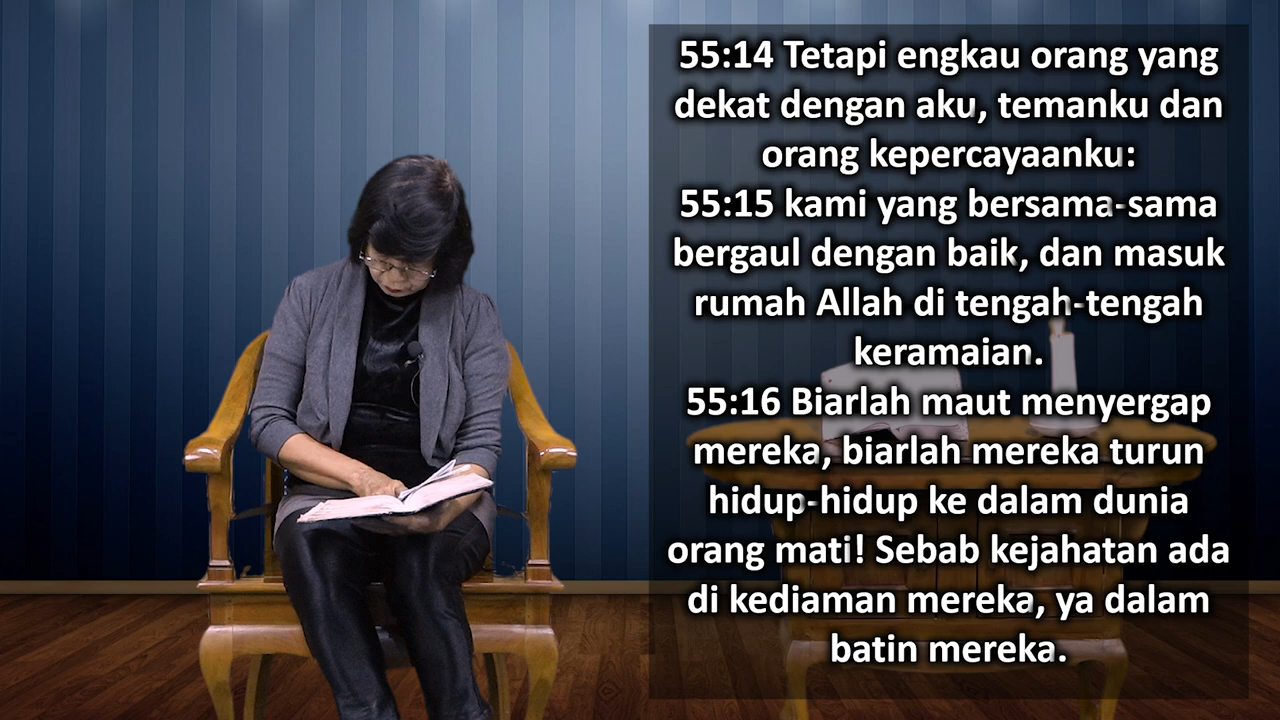 55:14 Tetapi engkau orang yang
dekat dengan aku, temanku dan
orang kepercayaanku:
55:15 kami yang bersama-sama
bergaul dengan baik, dan masuk
rumah Allah di tengah-tengah
keramaian.
55:16 Biarlah maut menyergap
mereka, biarlah mereka turun
hidup-hidup ke dalam dunia
orang mati! Sebab kejahatan ada
di kediaman mereka, ya dalam
batin mereka.